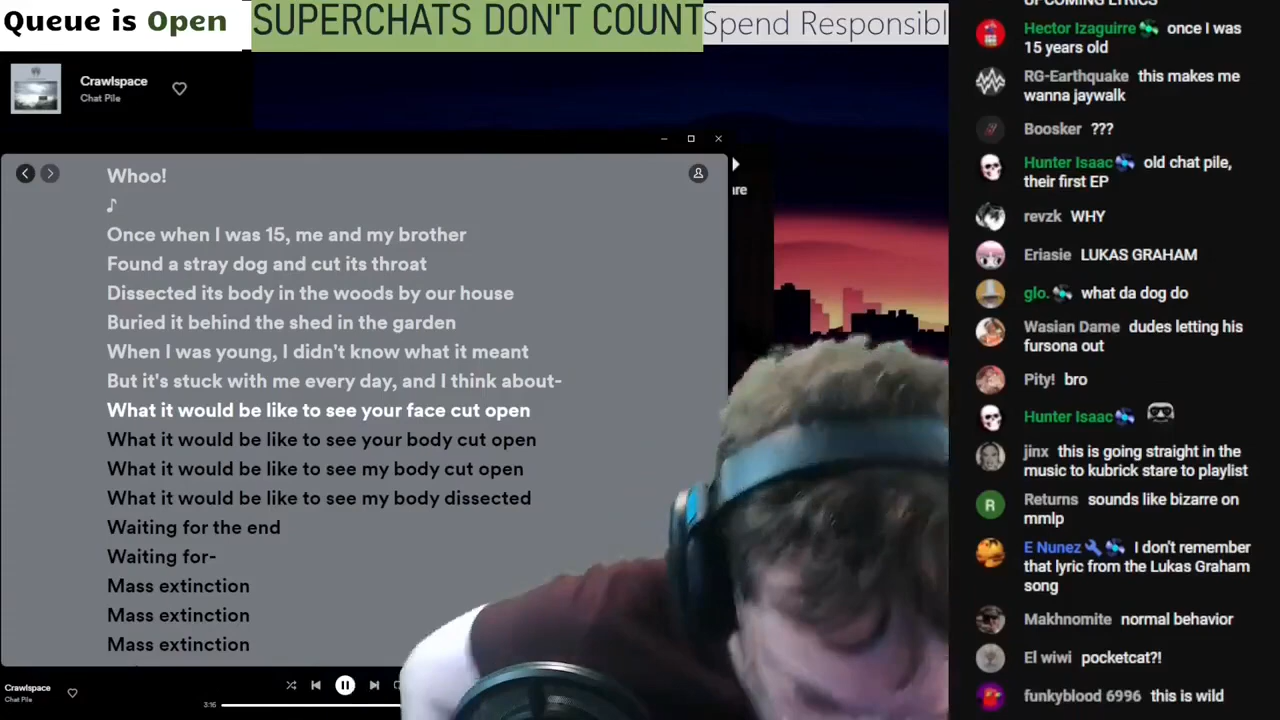 Queue is Open
SUPERCHATS DON'T COUNT
Spend Responsibl
Crawlspace
Chat Pile
Whoo!
♪
Once when I was 15, me and my brother
Found a stray dog and cut its throat
Dissected its body in the woods by our house
Buried it behind the shed in the garden
When I was young, I didn't know what it meant
But it's stuck with me every day, and I think about-
What it would be like to see your face cut open
What it would be like to see your body cut open
What it would be like to see my body cut open
What it would be like to see my body dissected
Waiting for the end
Waiting for-
Mass extinction
Mass extinction
Mass extinction
are
Crawlspace
Chat Pile
3:16
UPCOMING LYRICS
Hector Izaguirre once I was
15 years old
RG-Earthquake this makes me
wanna jaywalk
Boosker ???
Hunter Isaac old chat pile,
their first EP
revzk WHY
Eriasie LUKAS GRAHAM
glo. what da dog do
Wasian Dame dudes letting his
fursona out
Pity! bro
Hunter Isaac
jinx this is going straight in the
music to kubrick stare to playlist
R
Returns sounds like bizarre on
mmlp
E Nunez I don't remember
that lyric from the Lukas Graham
song
Makhnomite normal behavior
El wiwi pocketcat?!
funkyblood 6996 this is wild